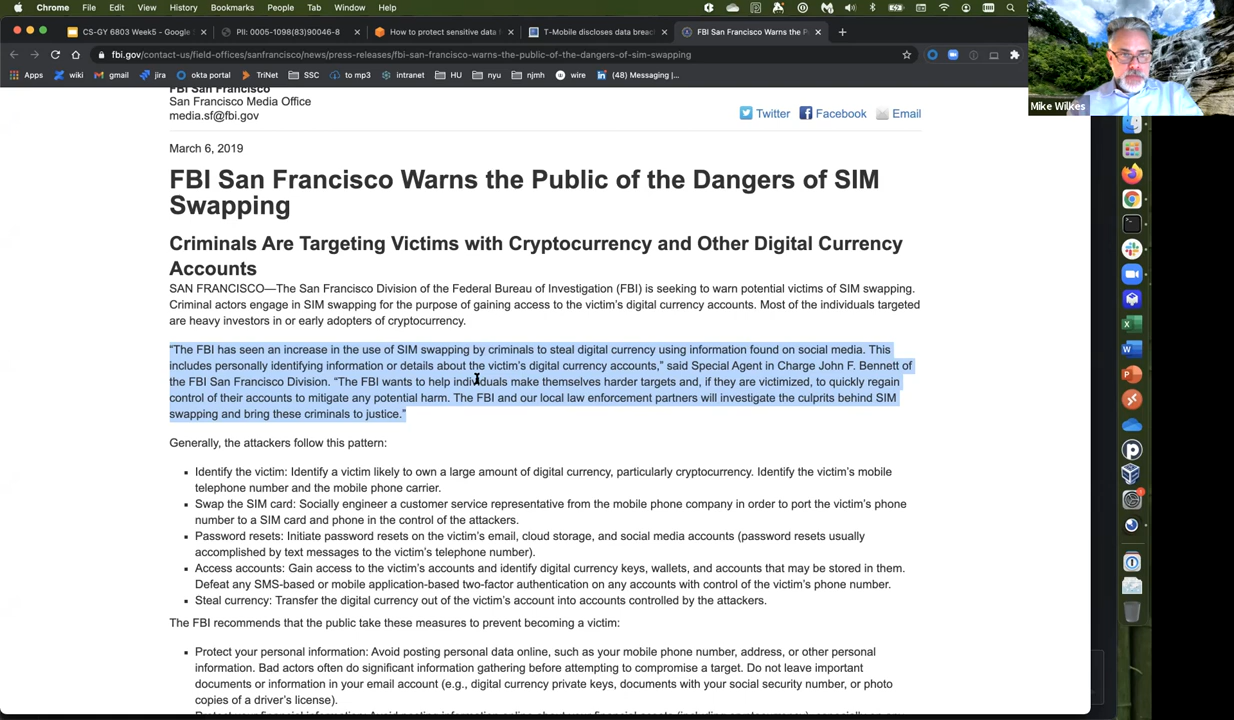 Chrome File Edit View History Bookmarks People Tab Window Help
CS-GY 6803 Week5 - Google
PII: 0005-1098(83)90046-8
How to protect sensitive data
T-Mobile discloses data breac
FBI San Francisco Warns the P
fbi.gov/contact-us/field-offices/sanfrancisco/news/press-releases/fbi-san-francisco-warns-the-public-of-the-dangers-of-sim-swapping
Apps wiki gmail jira okta portal TriNet SSC to mp3 intranet HU nyu njmh wire (48) Messaging |...
Mike Wilkes
FBI San Francisco
San Francisco Media Office
media.sf@fbi.gov
Twitter Facebook Email
March 6, 2019
FBI San Francisco Warns the Public of the Dangers of SIM
Swapping
Criminals Are Targeting Victims with Cryptocurrency and Other Digital Currency
Accounts
SAN FRANCISCO—The San Francisco Division of the Federal Bureau of Investigation (FBI) is seeking to warn potential victims of SIM swapping.
Criminal actors engage in SIM swapping for the purpose of gaining access to the victim's digital currency accounts. Most of the individuals targeted
are heavy investors in or early adopters of cryptocurrency.
“The FBI has seen an increase in the use of SIM swapping by criminals to steal digital currency using information found on social media. This
includes personally identifying information or details about the victim's digital currency accounts,” said Special Agent in Charge John F. Bennett of
the FBI San Francisco Division. “The FBI wants to help individuals make themselves harder targets and, if they are victimized, to quickly regain
control of their accounts to mitigate any potential harm. The FBI and our local law enforcement partners will investigate the culprits behind SIM
swapping and bring these criminals to justice.”
Generally, the attackers follow this pattern:
Identify the victim: Identify a victim likely to own a large amount of digital currency, particularly cryptocurrency. Identify the victim's mobile
telephone number and the mobile phone carrier.
Swap the SIM card: Socially engineer a customer service representative from the mobile phone company in order to port the victim's phone
number to a SIM card and phone in the control of the attackers.
Password resets: Initiate password resets on the victim's email, cloud storage, and social media accounts (password resets usually
accomplished by text messages to the victim's telephone number).
Access accounts: Gain access to the victim's accounts and identify digital currency keys, wallets, and accounts that may be stored in them.
Defeat any SMS-based or mobile application-based two-factor authentication on any accounts with control of the victim's phone number.
Steal currency: Transfer the digital currency out of the victim's account into accounts controlled by the attackers.
The FBI recommends that the public take these measures to prevent becoming a victim:
Protect your personal information: Avoid posting personal data online, such as your mobile phone number, address, or other personal
information. Bad actors often do significant information gathering before attempting to compromise a target. Do not leave important
documents or information in your email account (e.g., digital currency private keys, documents with your social security number, or photo
copies of a driver's license).